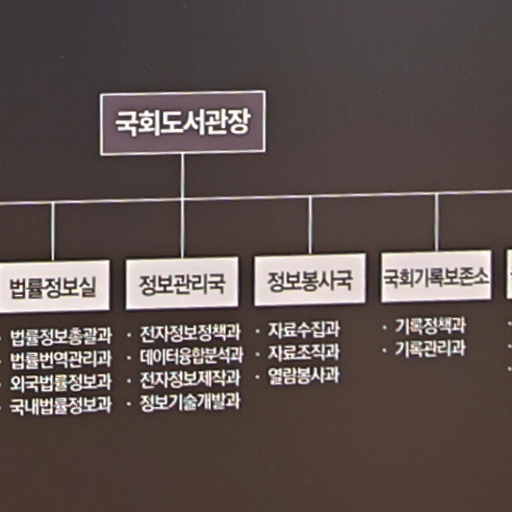 국회도서관장
법률정보실
· 법률정보총괄과
· 법률번역관리과
· 외국법률정보과
· 국내법률정보과
정보관리국
· 전자정보정책과
· 데이터융합분석과
· 전자정보제작과
· 정보기술개발과
정보봉사국
· 자료수집과
· 자료조직과
· 열람봉사과
국회기록보존소
· 기록정책과
· 기록관리과